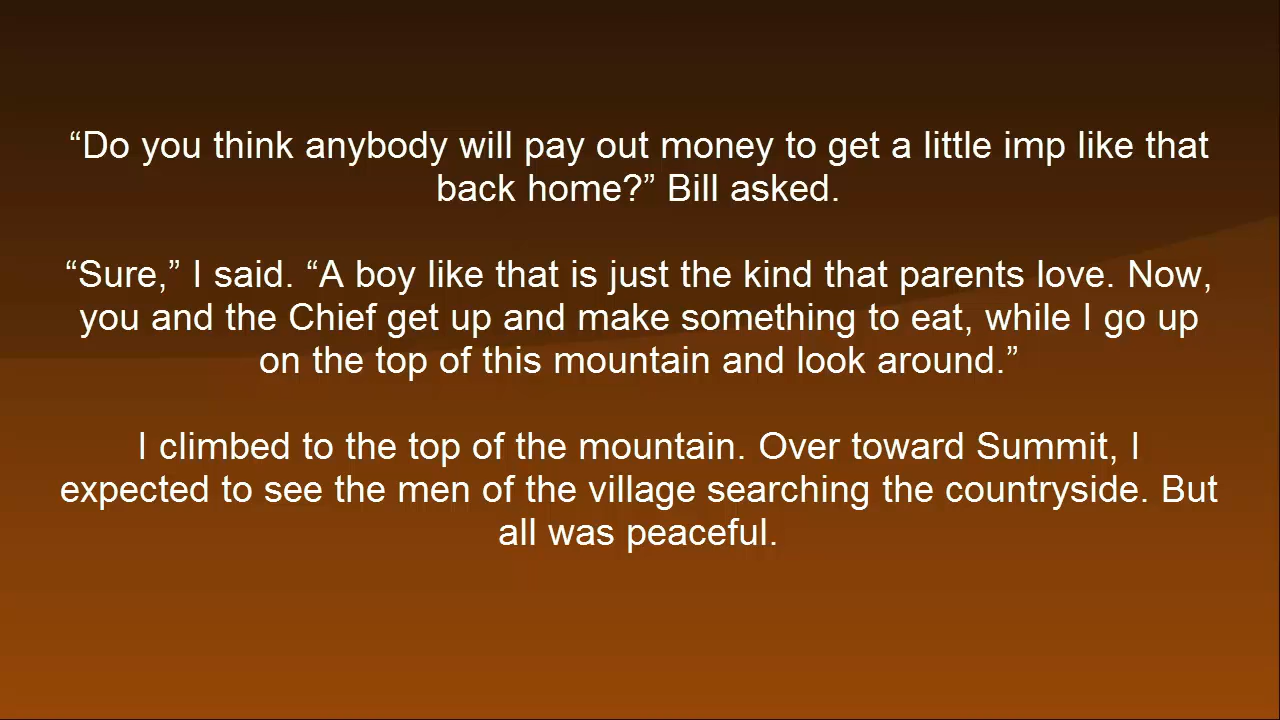 “Do you think anybody will pay out money to get a little imp like that
back home?” Bill asked.
“Sure,” I said. “A boy like that is just the kind that parents love. Now,
you and the Chief get up and make something to eat, while I go up
on the top of this mountain and look around.”
I climbed to the top of the mountain. Over toward Summit, I
expected to see the men of the village searching the countryside. But
all was peaceful.